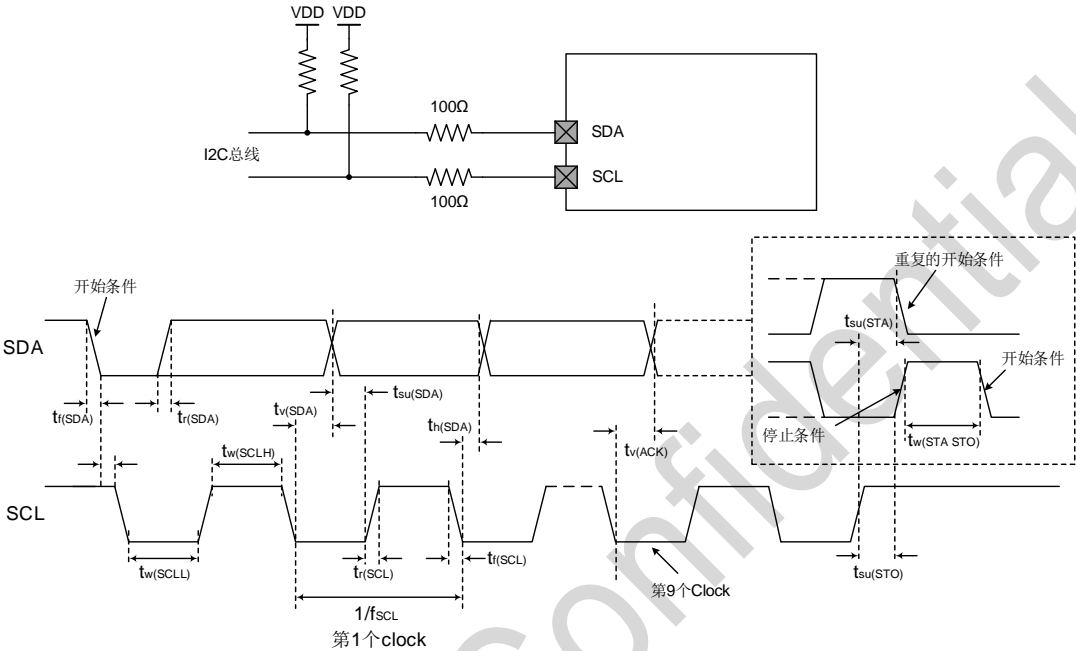 VDD VDD
100Ω
SDA
I2C总线
SCL
100Ω
开始条件
重复的开始条件
tsu(STA)
SDA
开始条件
tf(SDA)
tr(SDA)
tv(SDA)
tsu(SDA)
th(SDA)
停止条件
tw(STA STO)
tv(ACK)
tw(SCLH)
SCL
tw(SCLL)
tr(SCL)
tf(SCL)
tsu(STO)
第9个Clock
1/fSCL
第1个clock
Confidential